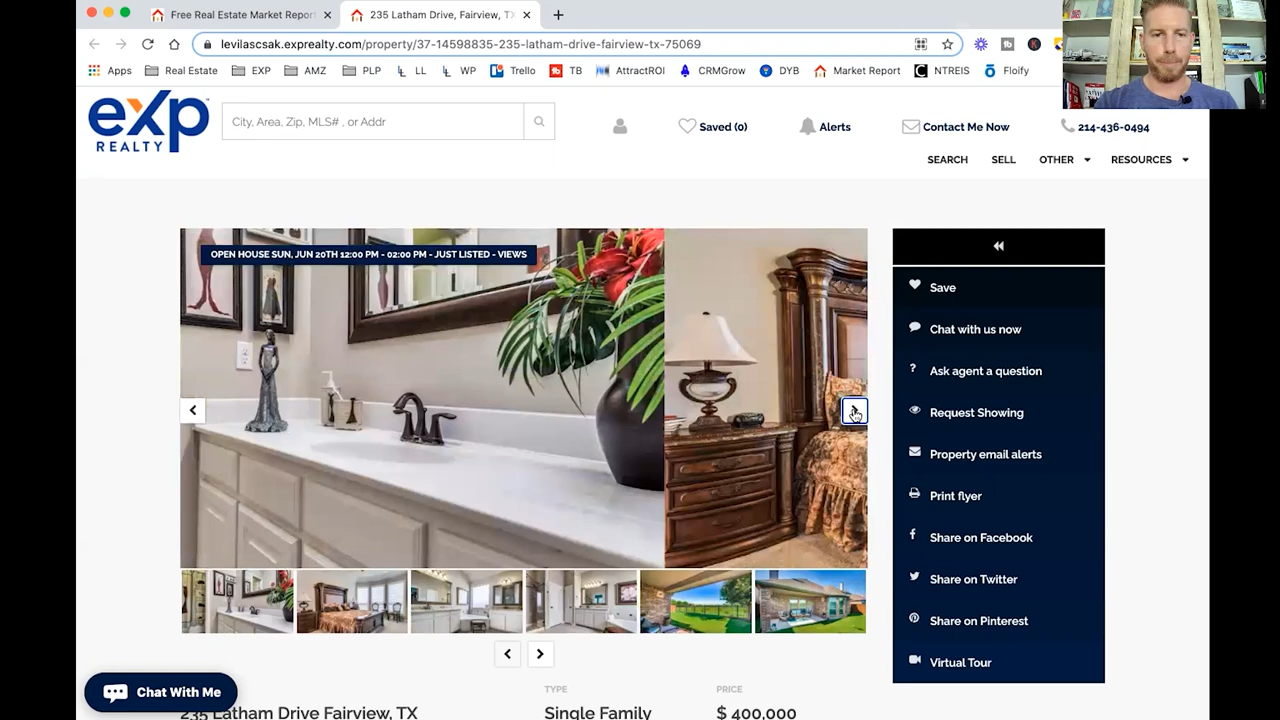 Free Real Estate Market Report
235 Latham Drive, Fairview, TX
levilascsak.exprealty.com/property/37-14598835-235-latham-drive-fairview-tx-75069
Apps Real Estate EXP AMZ PLP LL WP Trello TB AttractROI CRMGrow DYB Market Report NTREIS Floify
eXp
REALTY
City, Area, Zip, MLS# , or Addr
Saved (0)
Alerts
Contact Me Now
214-436-0494
SEARCH SELL OTHER RESOURCES
OPEN HOUSE SUN, JUN 20TH 12:00 PM - 02:00 PM - JUST LISTED - VIEWS
Save
Chat with us now
Ask agent a question
Request Showing
Property email alerts
Print flyer
Share on Facebook
Share on Twitter
Share on Pinterest
Virtual Tour
Chat With Me
TYPE PRICE
235 Latham Drive Fairview, TX Single Family $ 400,000